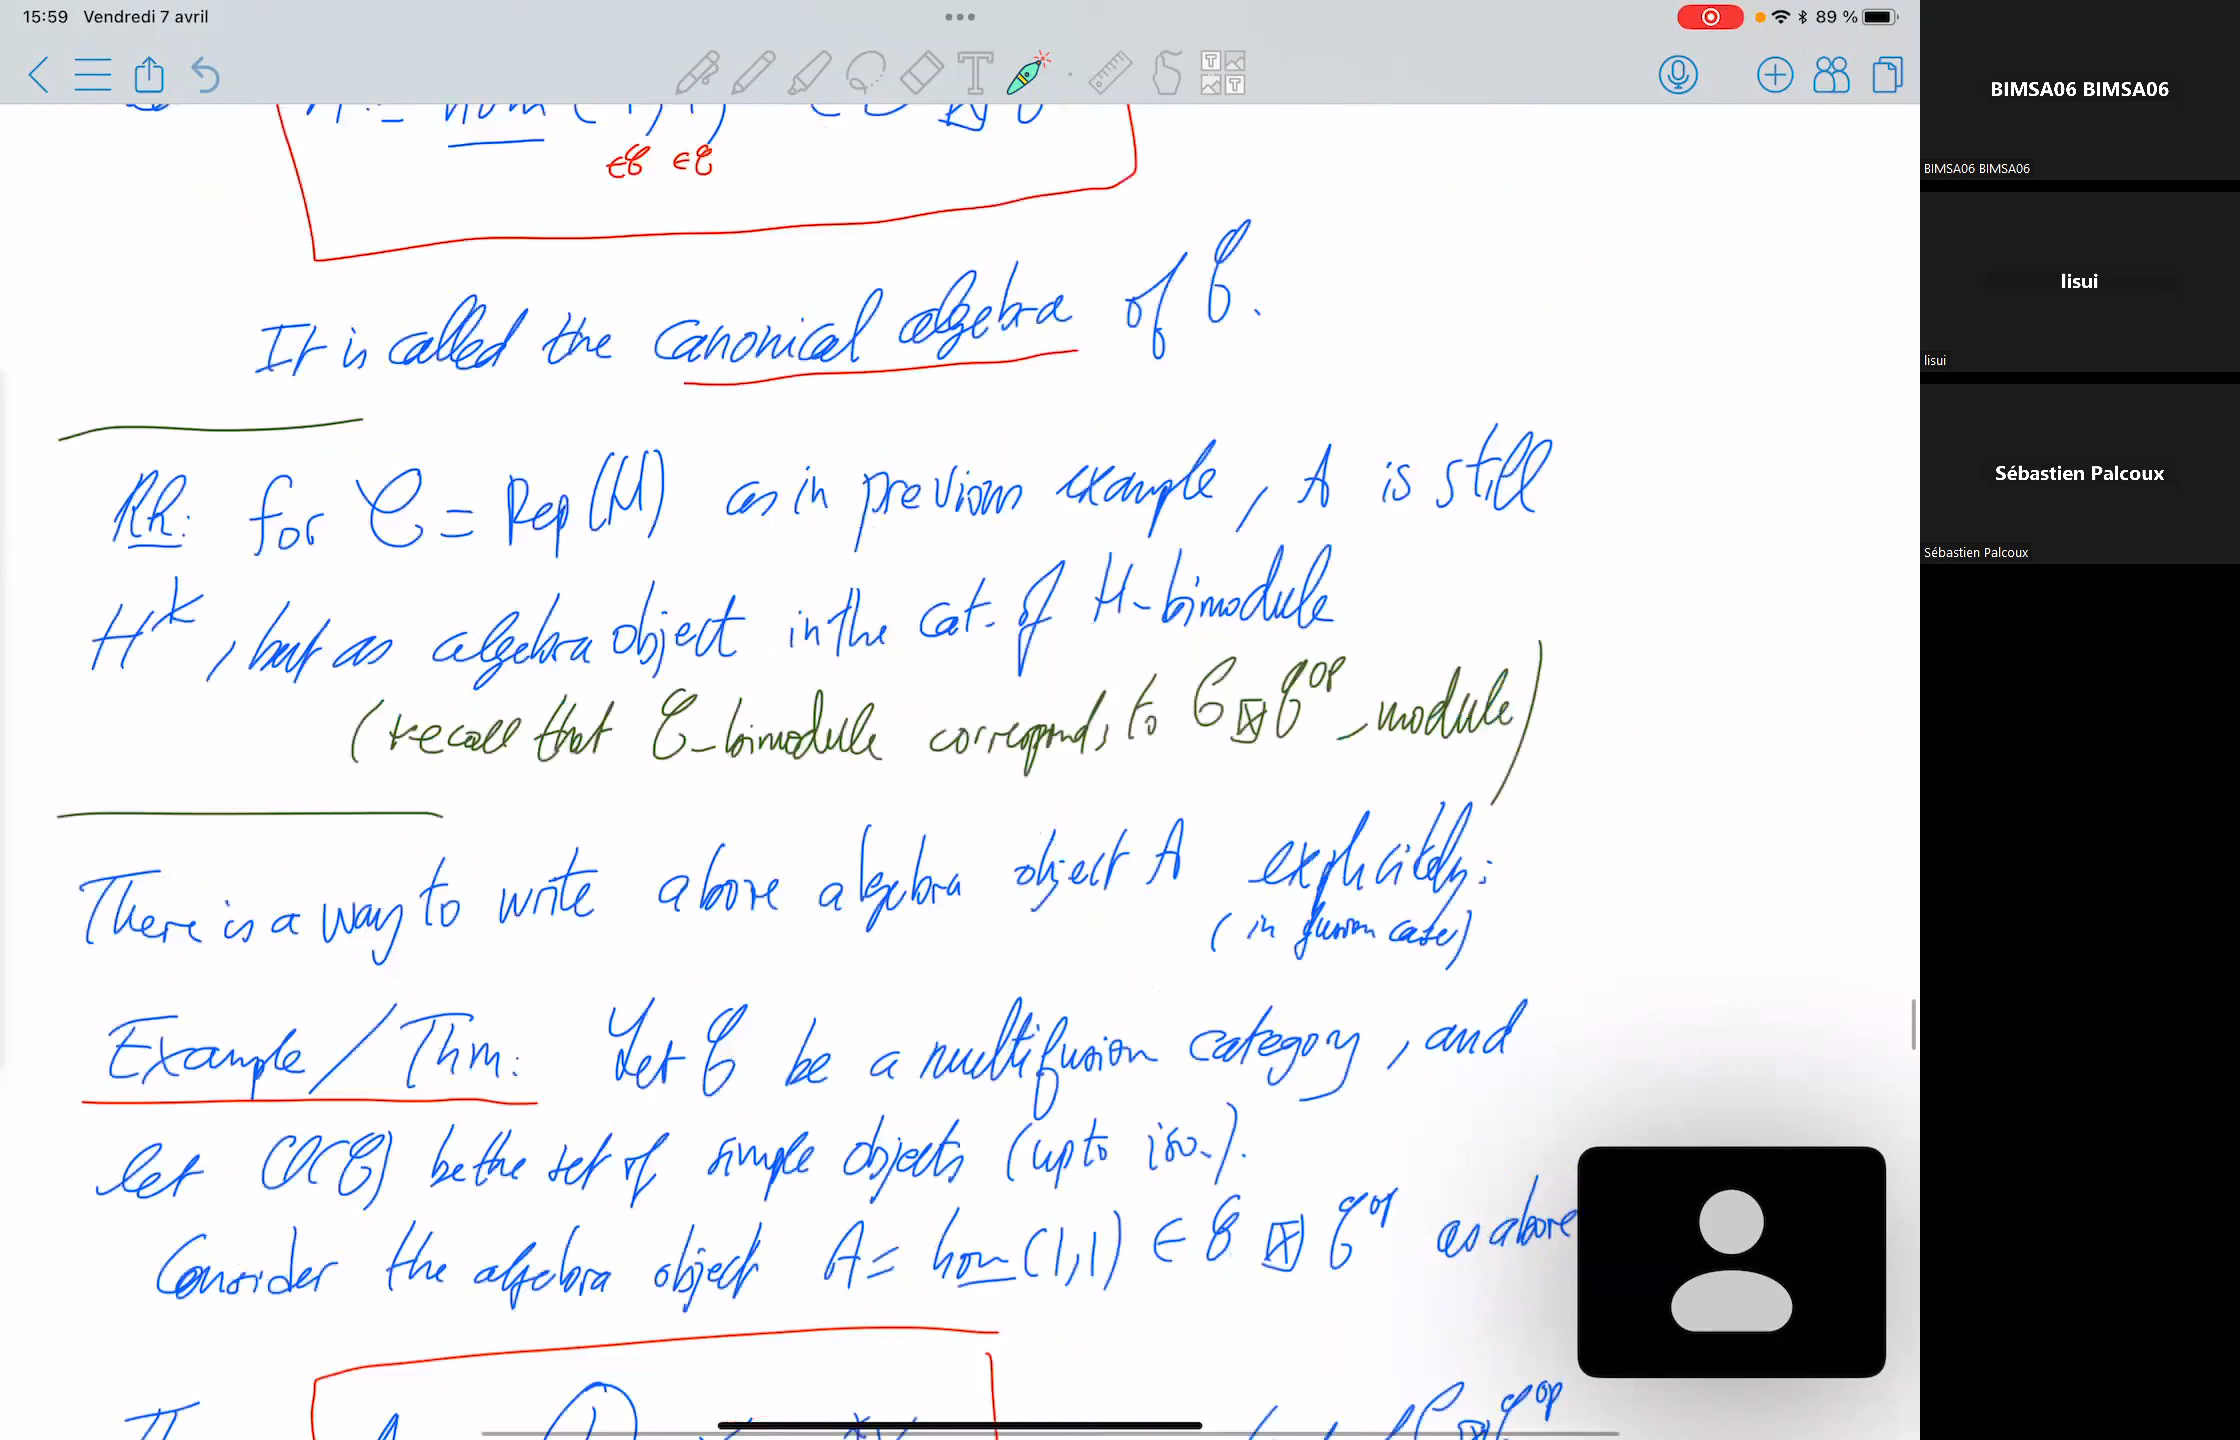 15:59 Vendredi 7 avril
89 %
BIMSA06 BIMSA06
BIMSA06 BIMSA06
lisui
lisui
Sébastien Palcoux
Sébastien Palcoux
∈𝒞 ∈𝒞
It is called the canonical algebra of 𝒞.
RK: for 𝒞 = Rep(H) as in previous example, A is still
H*, but as algebra object in the cat. of H-bimodule
(recall that 𝒞-bimodule corresponds to 𝒞⊠𝒞^op-module)
There is a way to write above algebra object A explicitely:
(in fusion case)
Example/Thm: Let 𝒞 be a multifusion category, and
let O(𝒞) be the set of simple objects (up to iso.).
Consider the algebra object A = hom(1,1) ∈ 𝒞 ⊠ 𝒞^op as above